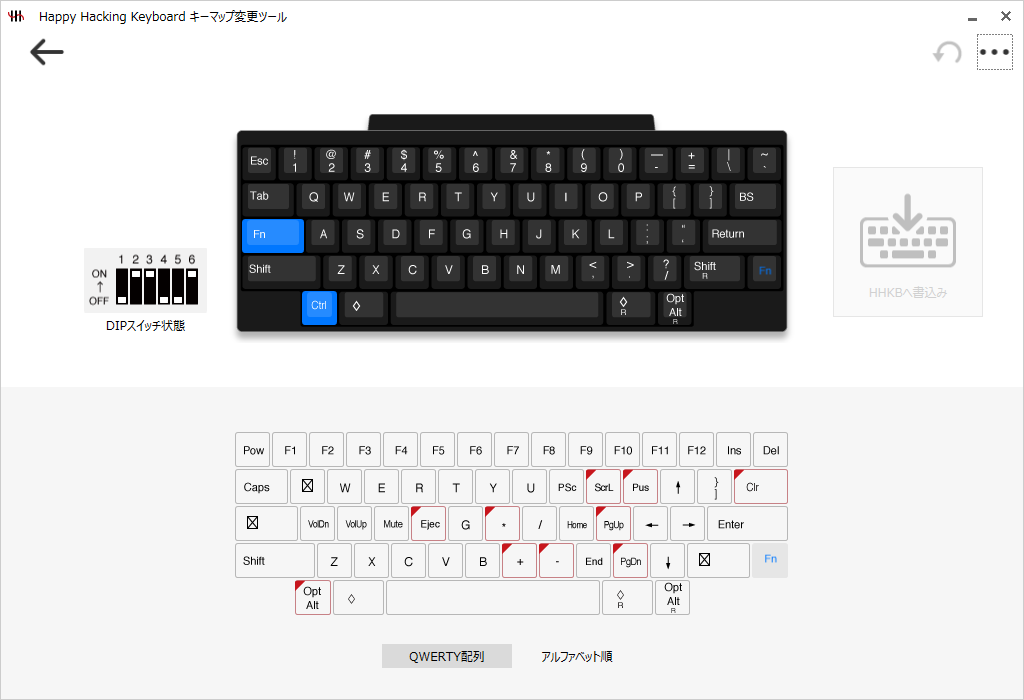 Happy Hacking Keyboard キーマップ変更ツール
Esc ! 1 @ 2 # 3 $ 4 % 5 ^ 6 & 7 * 8 ( 9 ) 0 — - + = | \ ~ `
Tab Q W E R T Y U I O P { [ } ] BS
Fn A S D F G H J K L : ; " ' Return
Shift Z X C V B N M < , > . ? / Shift R Fn
Ctrl ◇ ◇ R Opt Alt R
1 2 3 4 5 6
ON
↑
OFF
DIPスイッチ状態
HHKBへ書込み
Pow F1 F2 F3 F4 F5 F6 F7 F8 F9 F10 F11 F12 Ins Del
Caps W E R T Y U PSc ScrL Pus ↑ } ] Clr
VolDn VolUp Mute Ejec G * / Home PgUp ← → Enter
Shift Z X C V B + - End PgDn ↓ Fn
Opt Alt ◇ ◇ R Opt Alt R
QWERTY配列 アルファベット順